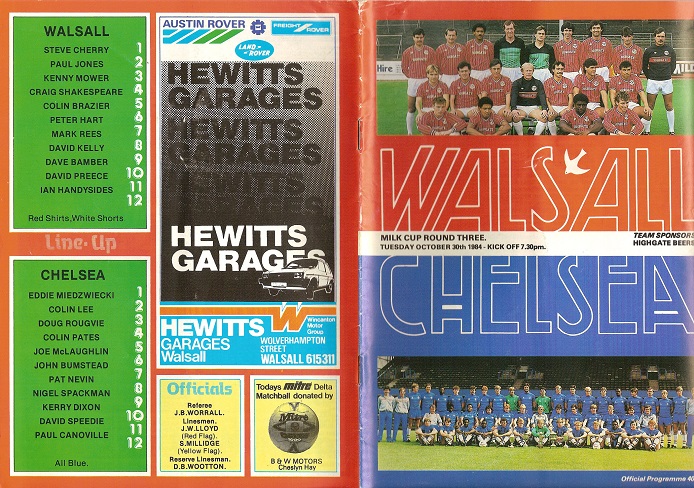 WALSALL
STEVE CHERRY 1
PAUL JONES 2
KENNY MOWER 3
CRAIG SHAKESPEARE 4
COLIN BRAZIER 5
PETER HART 6
MARK REES 7
DAVID KELLY 8
DAVE BAMBER 9
DAVID PREECE 10
IAN HANDYSIDES 11
12
Red Shirts,White Shorts
Line-Up
CHELSEA
EDDIE MIEDZWIECKI 1
COLIN LEE 2
DOUG ROUGVIE 3
COLIN PATES 4
JOE McLAUGHLIN 5
JOHN BUMSTEAD 6
PAT NEVIN 7
NIGEL SPACKMAN 8
KERRY DIXON 9
DAVID SPEEDIE 10
PAUL CANOVILLE 11
12
All Blue.
AUSTIN ROVER
FREIGHT ROVER
LAND ROVER
HEWITTS
GARAGES
HEWITTS
GARAGES
HEWITTS
GARAGES
HEWITTS
GARAGES
HEWITTS
GARAGES
Walsall
Wincanton
Motor
Group
WOLVERHAMPTON
STREET
WALSALL 615311
Officials
Referee
J.B.WORRALL.
Linesmen.
J.W.LLOYD
(Red Flag).
S.MILLIDGE
(Yellow Flag).
Reserve Linesman.
D.B.WOOTTON.
Todays mitre Delta
Matchball donated by
Mitre
B & W MOTORS
Cheslyn Hay
Hire
WALSALL
MILK CUP ROUND THREE.
TUESDAY OCTOBER 30th 1984 - KICK OFF 7.30pm.
TEAM SPONSORS
HIGHGATE BEERS
CHELSEA
Official Programme